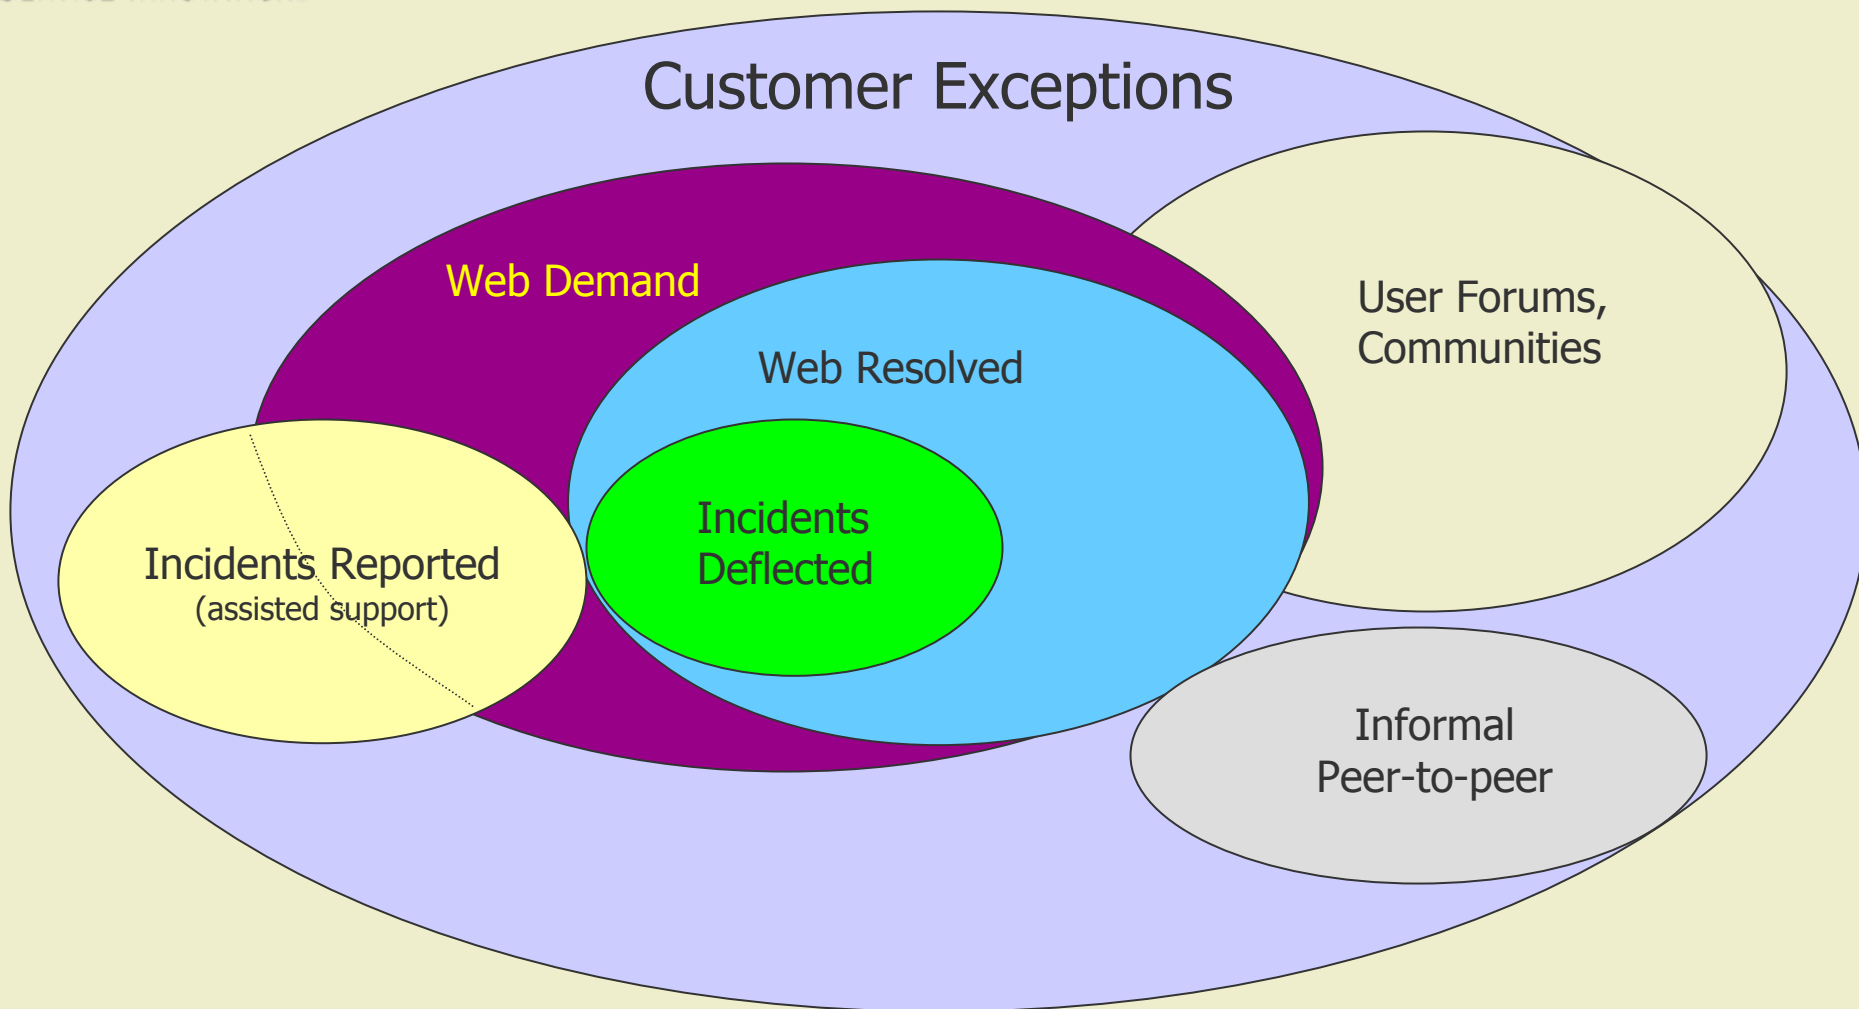 Customer Exceptions
Web Demand
User Forums,
Communities
Web Resolved
Incidents
Deflected
Incidents Reported
(assisted support)
Informal
Peer-to-peer